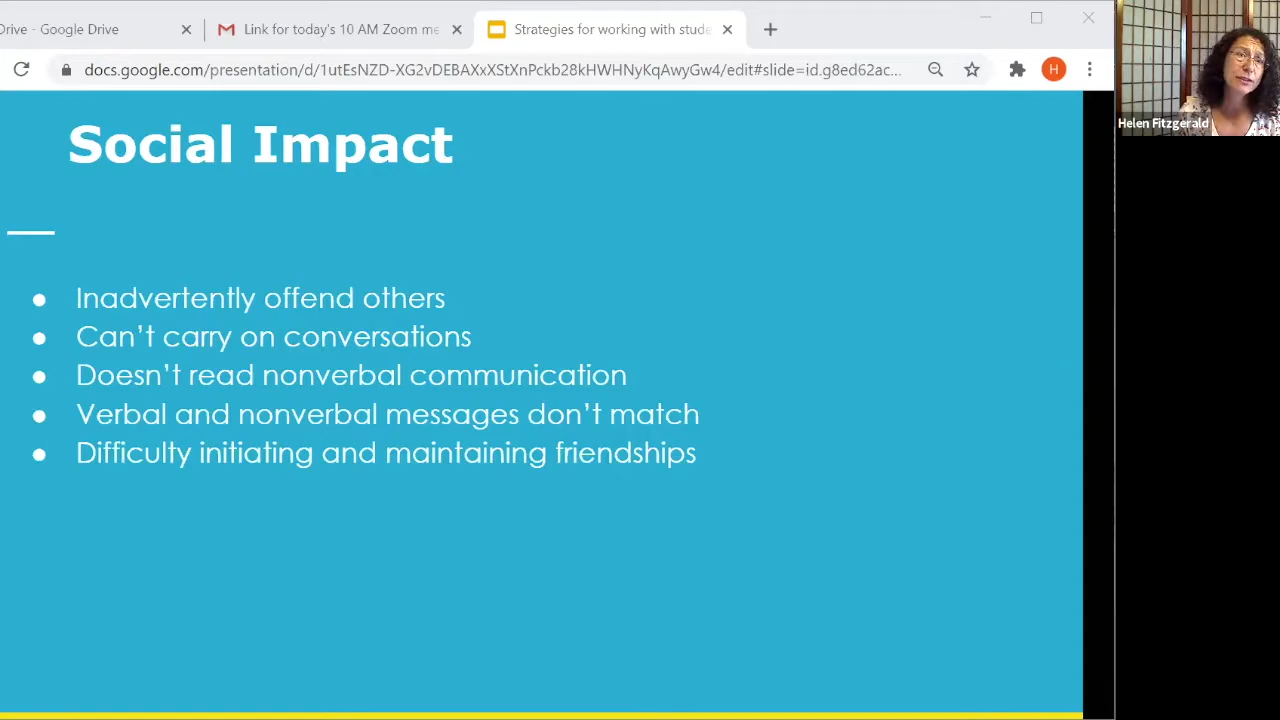 Drive - Google Drive
Link for today's 10 AM Zoom me
Strategies for working with stude
docs.google.com/presentation/d/1utEeNZD-XG2vDEBAXxXStXnPckb28kHWHNyKqAwyGw4/edit#slide=id.g8ed62ac...
H
Helen Fitzgerald
Social Impact
● Inadvertently offend others
● Can't carry on conversations
● Doesn't read nonverbal communication
● Verbal and nonverbal messages don't match
● Difficulty initiating and maintaining friendships